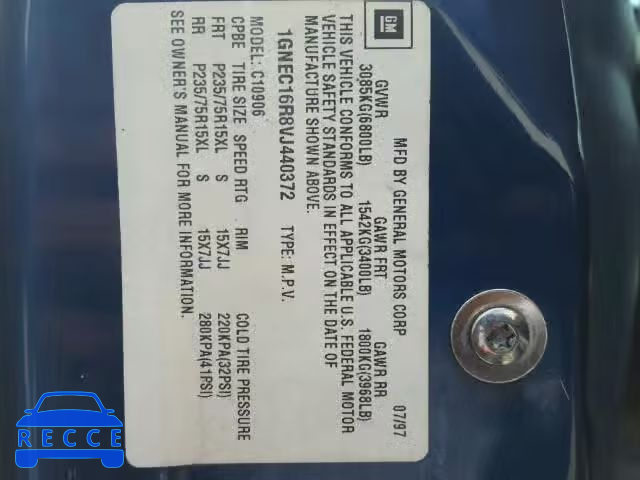 GM
MFD BY GENERAL MOTORS CORP 07/97
GVWR GAWR FRT GAWR RR
3085KG(6800LB) 1542KG(3400LB) 1800KG(3968LB)
THIS VEHICLE CONFORMS TO ALL APPLICABLE U.S. FEDERAL MOTOR
VEHICLE SAFETY STANDARDS IN EFFECT ON THE DATE OF
MANUFACTURE SHOWN ABOVE.
1GNEC16R8VJ440372 TYPE: M.P.V.
MODEL: C10906
CPBE TIRE SIZE SPEED RTG RIM COLD TIRE PRESSURE
FRT P235/75R15XL S 15X7JJ 220KPA(32PSI)
RR P235/75R15XL S 15X7JJ 280KPA(41PSI)
SEE OWNER'S MANUAL FOR MORE INFORMATION.
RECCE